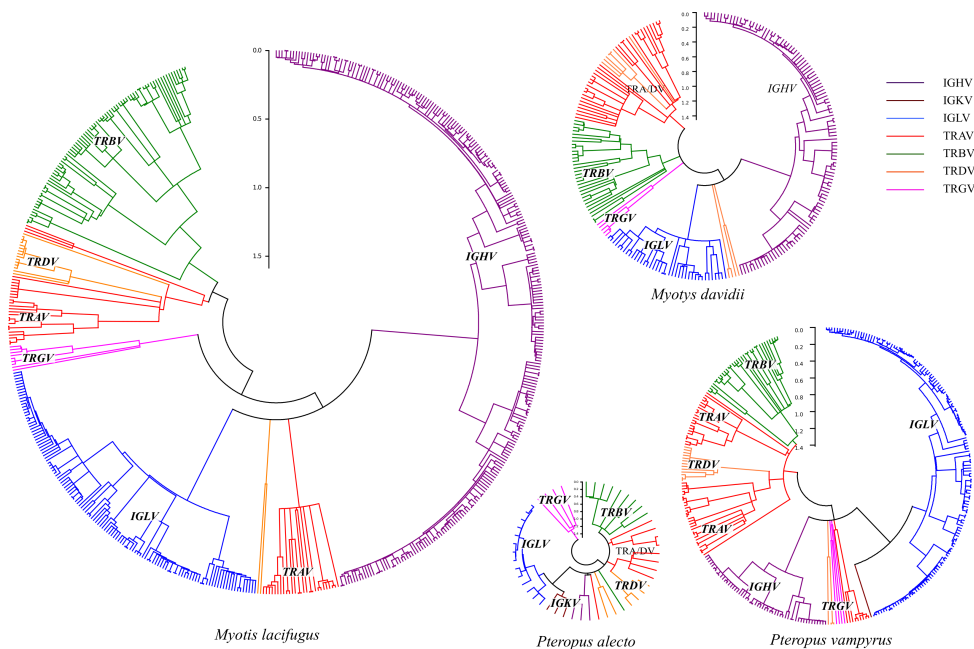 0.0
0.5
1.0
1.5
TRBV
TRDV
TRAV
TRGV
IGLV
TRAV
IGHV
Myotis lacifugus
0.0
0.2
0.4
0.6
0.8
1.0
1.2
1.4
TRA/DV
TRBV
TRGV
IGLV
IGHV
Myotys davidii
IGHV
IGKV
IGLV
TRAV
TRBV
TRDV
TRGV
TRGV
TRBV
IGLV
TRA/DV
TRDV
IGKV
Pteropus alecto
0.0
0.2
0.4
0.6
0.8
1.0
1.2
1.4
TRBV
TRAV
TRDV
TRAV
IGHV
TRGV
IGLV
Pteropus vampyrus